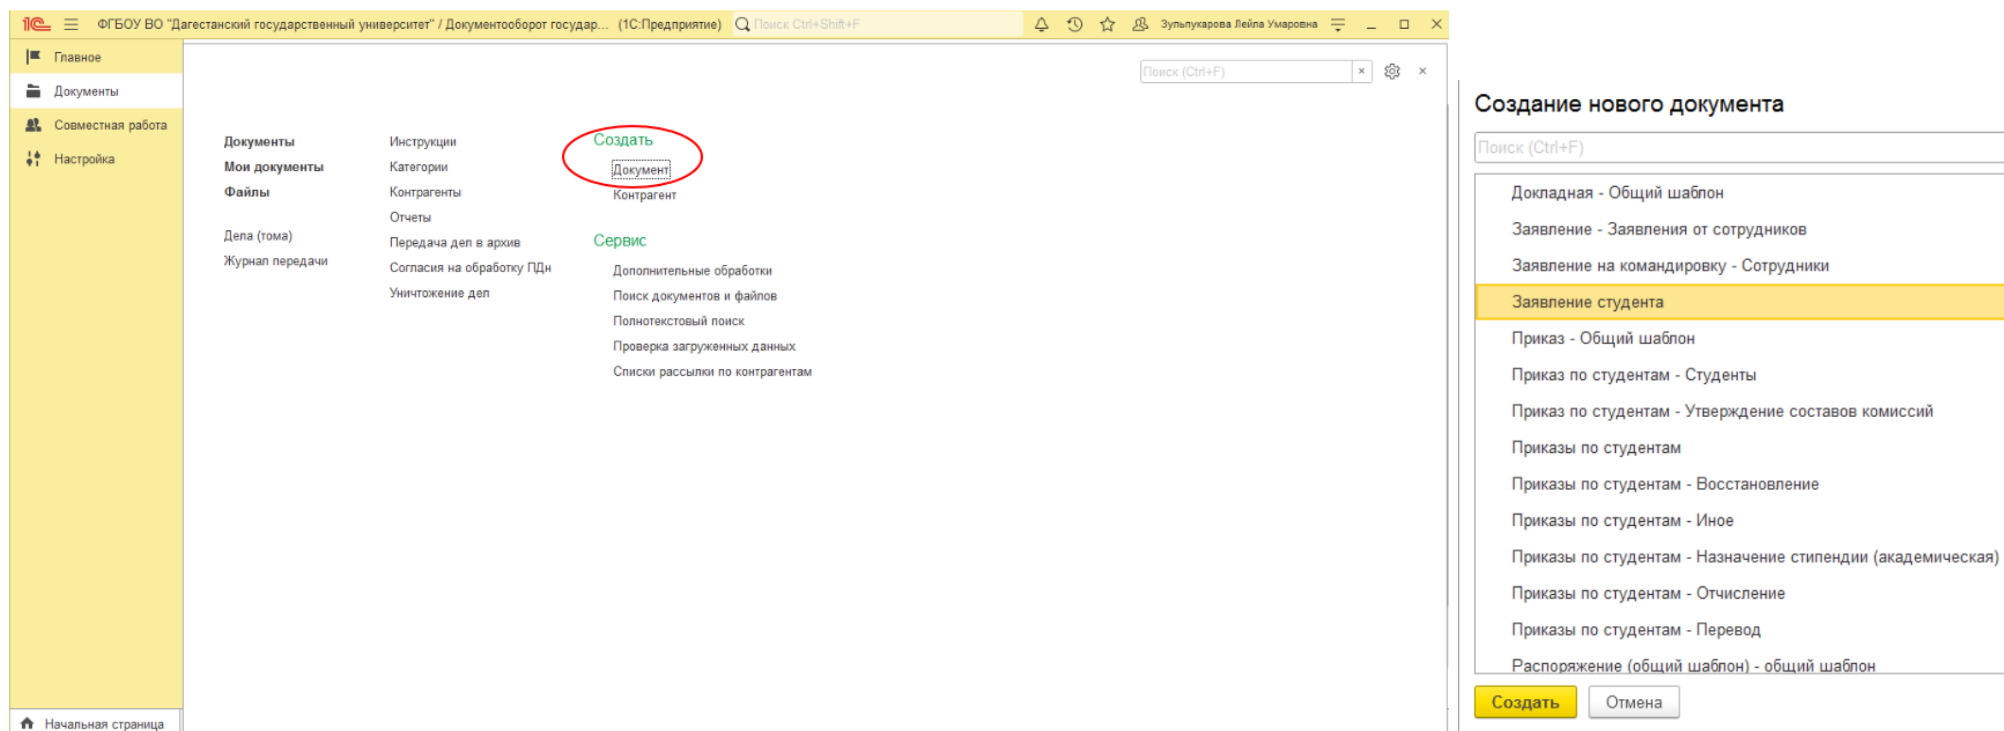 1С ФГБОУ ВО "Дагестанский государственный университет" / Документооборот государ... (1С:Предприятие) Поиск Ctrl+Shift+F Зульпукарова Лейла Умаровна
Главное
Документы
Совместная работа
Настройка
Начальная страница
Поиск (Ctrl+F)
Документы
Мои документы
Файлы
Дела (тома)
Журнал передачи
Инструкции
Категории
Контрагенты
Отчеты
Передача дел в архив
Согласия на обработку ПДн
Уничтожение дел
Создать
Документ
Контрагент
Сервис
Дополнительные обработки
Поиск документов и файлов
Полнотекстовый поиск
Проверка загруженных данных
Списки рассылки по контрагентам
Создание нового документа
Поиск (Ctrl+F)
Докладная - Общий шаблон
Заявление - Заявления от сотрудников
Заявление на командировку - Сотрудники
Заявление студента
Приказ - Общий шаблон
Приказ по студентам - Студенты
Приказ по студентам - Утверждение составов комиссий
Приказы по студентам
Приказы по студентам - Восстановление
Приказы по студентам - Иное
Приказы по студентам - Назначение стипендии (академическая)
Приказы по студентам - Отчисление
Приказы по студентам - Перевод
Распоряжение (общий шаблон) - общий шаблон
Создать Отмена